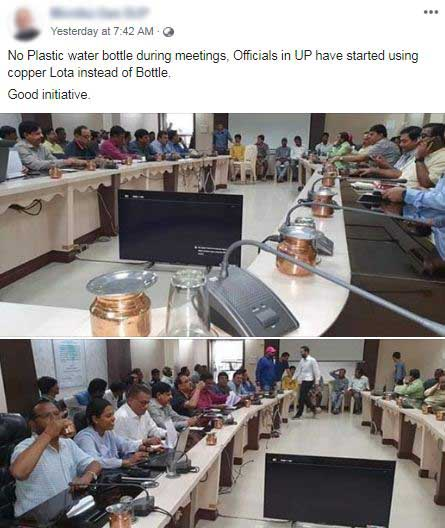 Yesterday at 7:42 AM ·
No Plastic water bottle during meetings, Officials in UP have started using
copper Lota instead of Bottle.
Good initiative.